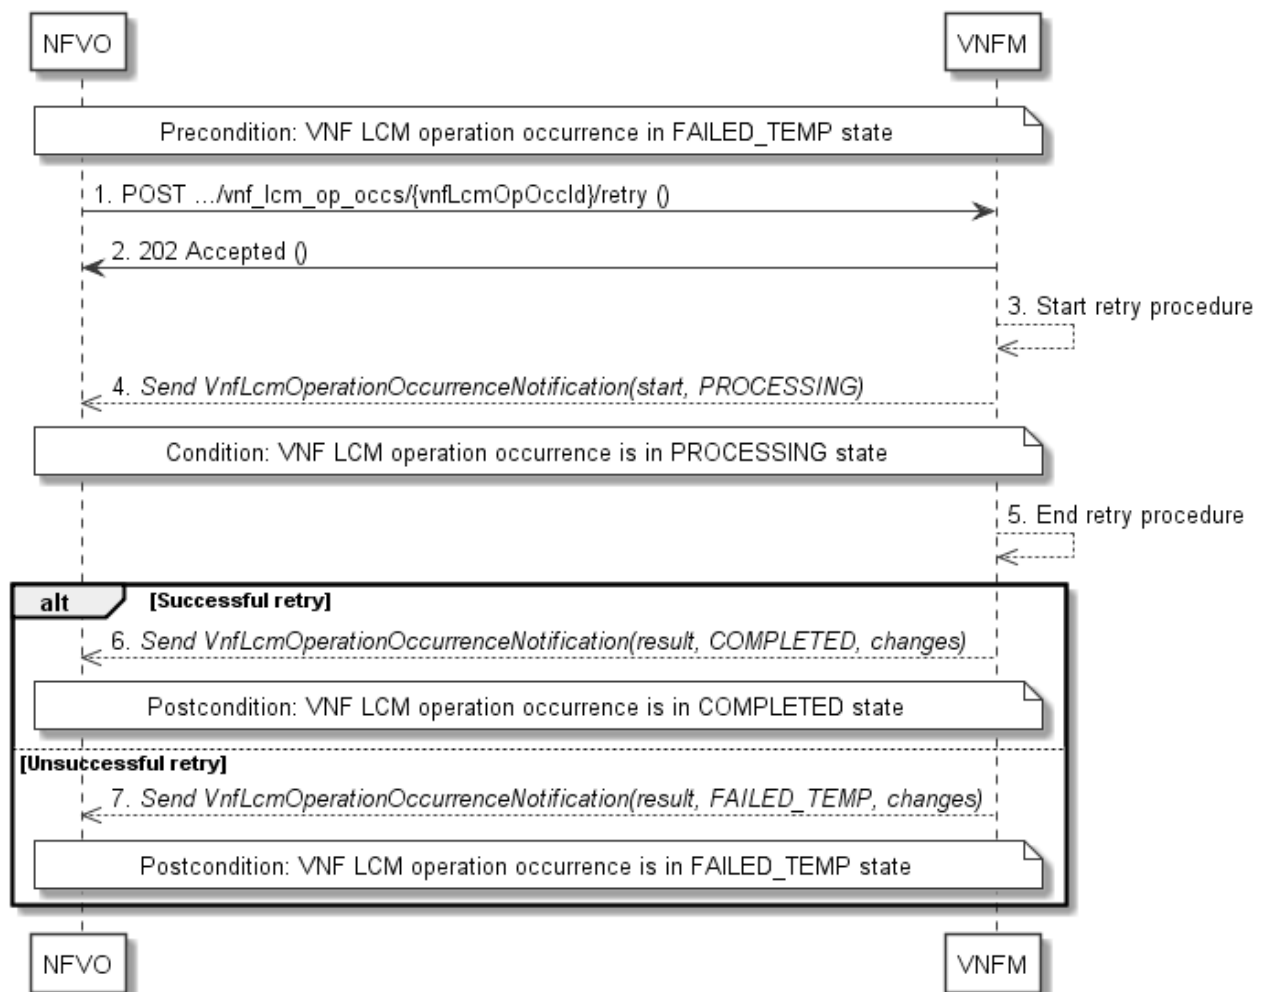 NFVO VNFM
Precondition: VNF LCM operation occurrence in FAILED_TEMP state
1. POST .../vnf_lcm_op_occs/{vnfLcmOpOccId}/retry ()
2. 202 Accepted ()
3. Start retry procedure
4. Send VnfLcmOperationOccurrenceNotification(start, PROCESSING)
Condition: VNF LCM operation occurrence is in PROCESSING state
5. End retry procedure
alt [Successful retry]
6. Send VnfLcmOperationOccurrenceNotification(result, COMPLETED, changes)
Postcondition: VNF LCM operation occurrence is in COMPLETED state
[Unsuccessful retry]
7. Send VnfLcmOperationOccurrenceNotification(result, FAILED_TEMP, changes)
Postcondition: VNF LCM operation occurrence is in FAILED_TEMP state
NFVO VNFM